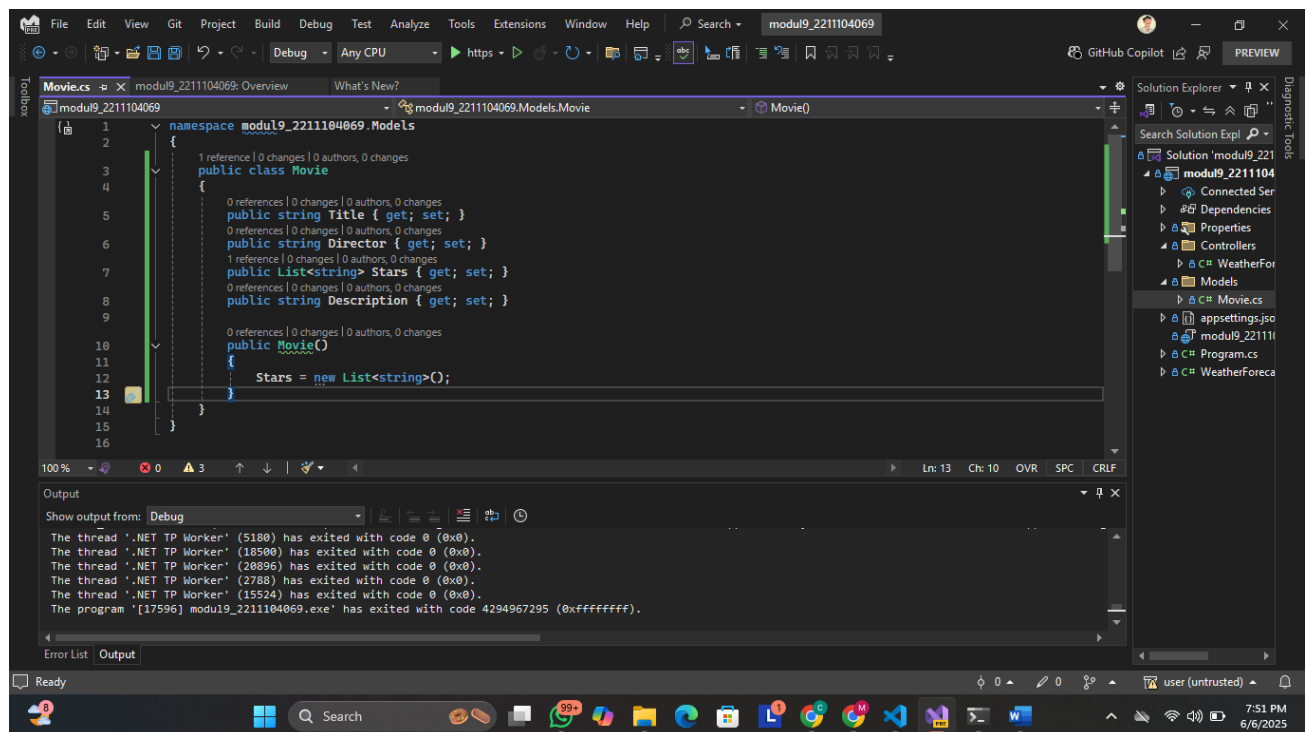 File Edit View Git Project Build Debug Test Analyze Tools Extensions Window Help Search modul9_2211104069
Debug Any CPU https GitHub Copilot PREVIEW
Toolbox
Movie.cs modul9_2211104069: Overview What's New?
modul9_2211104069 modul9_2211104069.Models.Movie Movie()
1 namespace modul9_2211104069.Models
2 {
1 reference | 0 changes | 0 authors, 0 changes
3 public class Movie
4 {
0 references | 0 changes | 0 authors, 0 changes
5 public string Title { get; set; }
0 references | 0 changes | 0 authors, 0 changes
6 public string Director { get; set; }
1 reference | 0 changes | 0 authors, 0 changes
7 public List<string> Stars { get; set; }
0 references | 0 changes | 0 authors, 0 changes
8 public string Description { get; set; }
9
0 references | 0 changes | 0 authors, 0 changes
10 public Movie()
11 {
12 Stars = new List<string>();
13 }
14 }
15 }
16
100 % 0 3 Ln: 13 Ch: 10 OVR SPC CRLF
Output
Show output from: Debug
The thread '.NET TP Worker' (5180) has exited with code 0 (0x0).
The thread '.NET TP Worker' (18500) has exited with code 0 (0x0).
The thread '.NET TP Worker' (20896) has exited with code 0 (0x0).
The thread '.NET TP Worker' (2788) has exited with code 0 (0x0).
The thread '.NET TP Worker' (15524) has exited with code 0 (0x0).
The program '[17596] modul9_2211104069.exe' has exited with code 4294967295 (0xffffffff).
Error List Output
Solution Explorer
Search Solution Expl
Solution 'modul9_221
modul9_2211104
Connected Ser
Dependencies
Properties
Controllers
C# WeatherFor
Models
C# Movie.cs
appsettings.jso
modul9_22111
C# Program.cs
C# WeatherForeca
Diagnostic Tools
Ready 0 0 user (untrusted)
8 Search 99+ 7:51 PM
6/6/2025